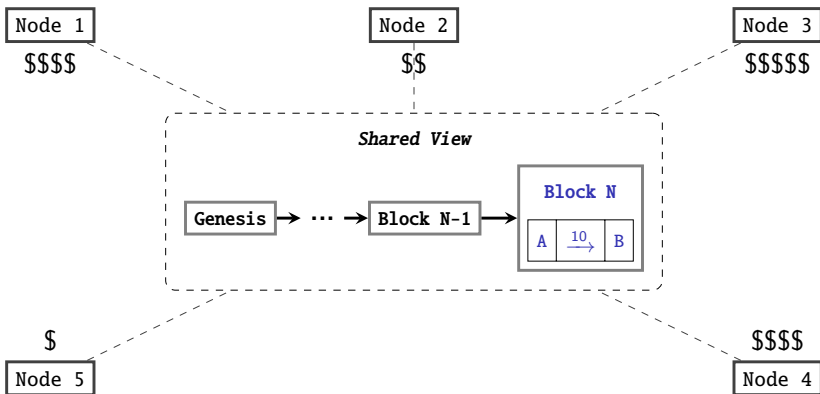 Node 1
Node 2
Node 3
$$$$
$$
$$$$$
Shared View
Block N
Genesis
...
Block N-1
A
10
B
$
$$$$
Node 5
Node 4